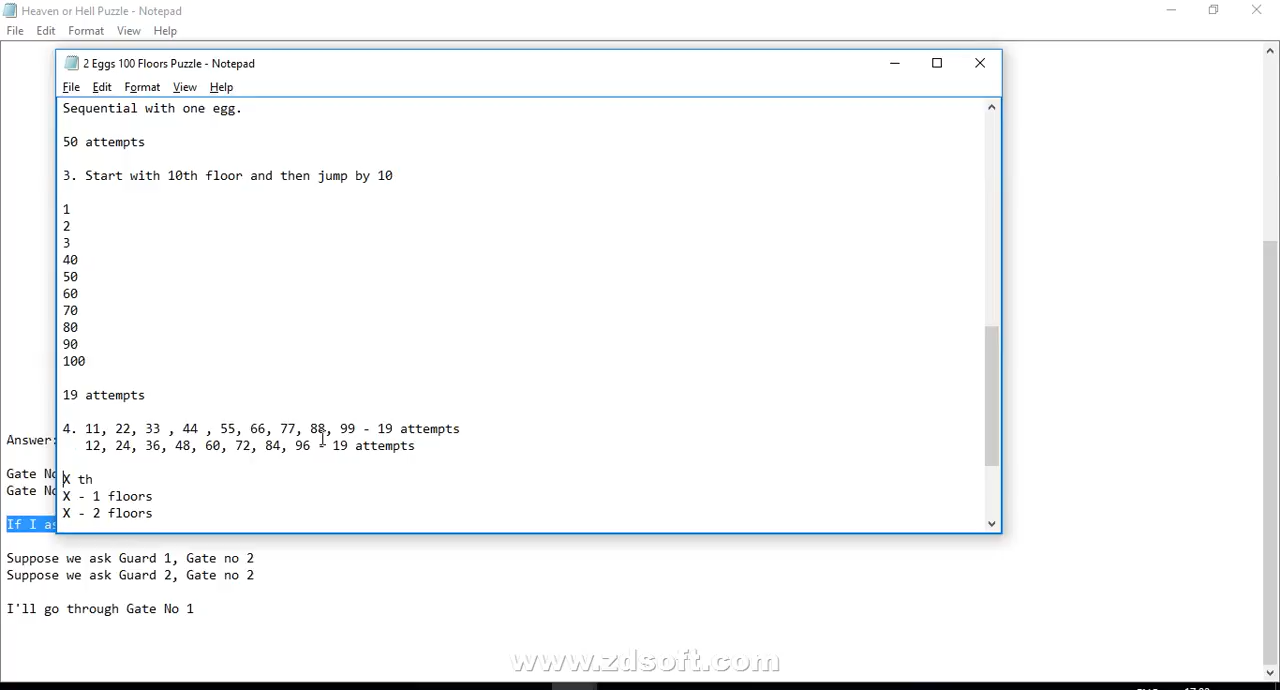 Heaven or Hell Puzzle - Notepad
File Edit Format View Help
2 Eggs 100 Floors Puzzle - Notepad
File Edit Format View Help
Sequential with one egg.
50 attempts
3. Start with 10th floor and then jump by 10
1
2
3
40
50
60
70
80
90
100
19 attempts
4. 11, 22, 33 , 44 , 55, 66, 77, 88, 99 - 19 attempts
12, 24, 36, 48, 60, 72, 84, 96 - 19 attempts
X th
X - 1 floors
X - 2 floors
Answer:
Gate No
Gate No
If I as
Suppose we ask Guard 1, Gate no 2
Suppose we ask Guard 2, Gate no 2
I'll go through Gate No 1
www.zdsoft.com